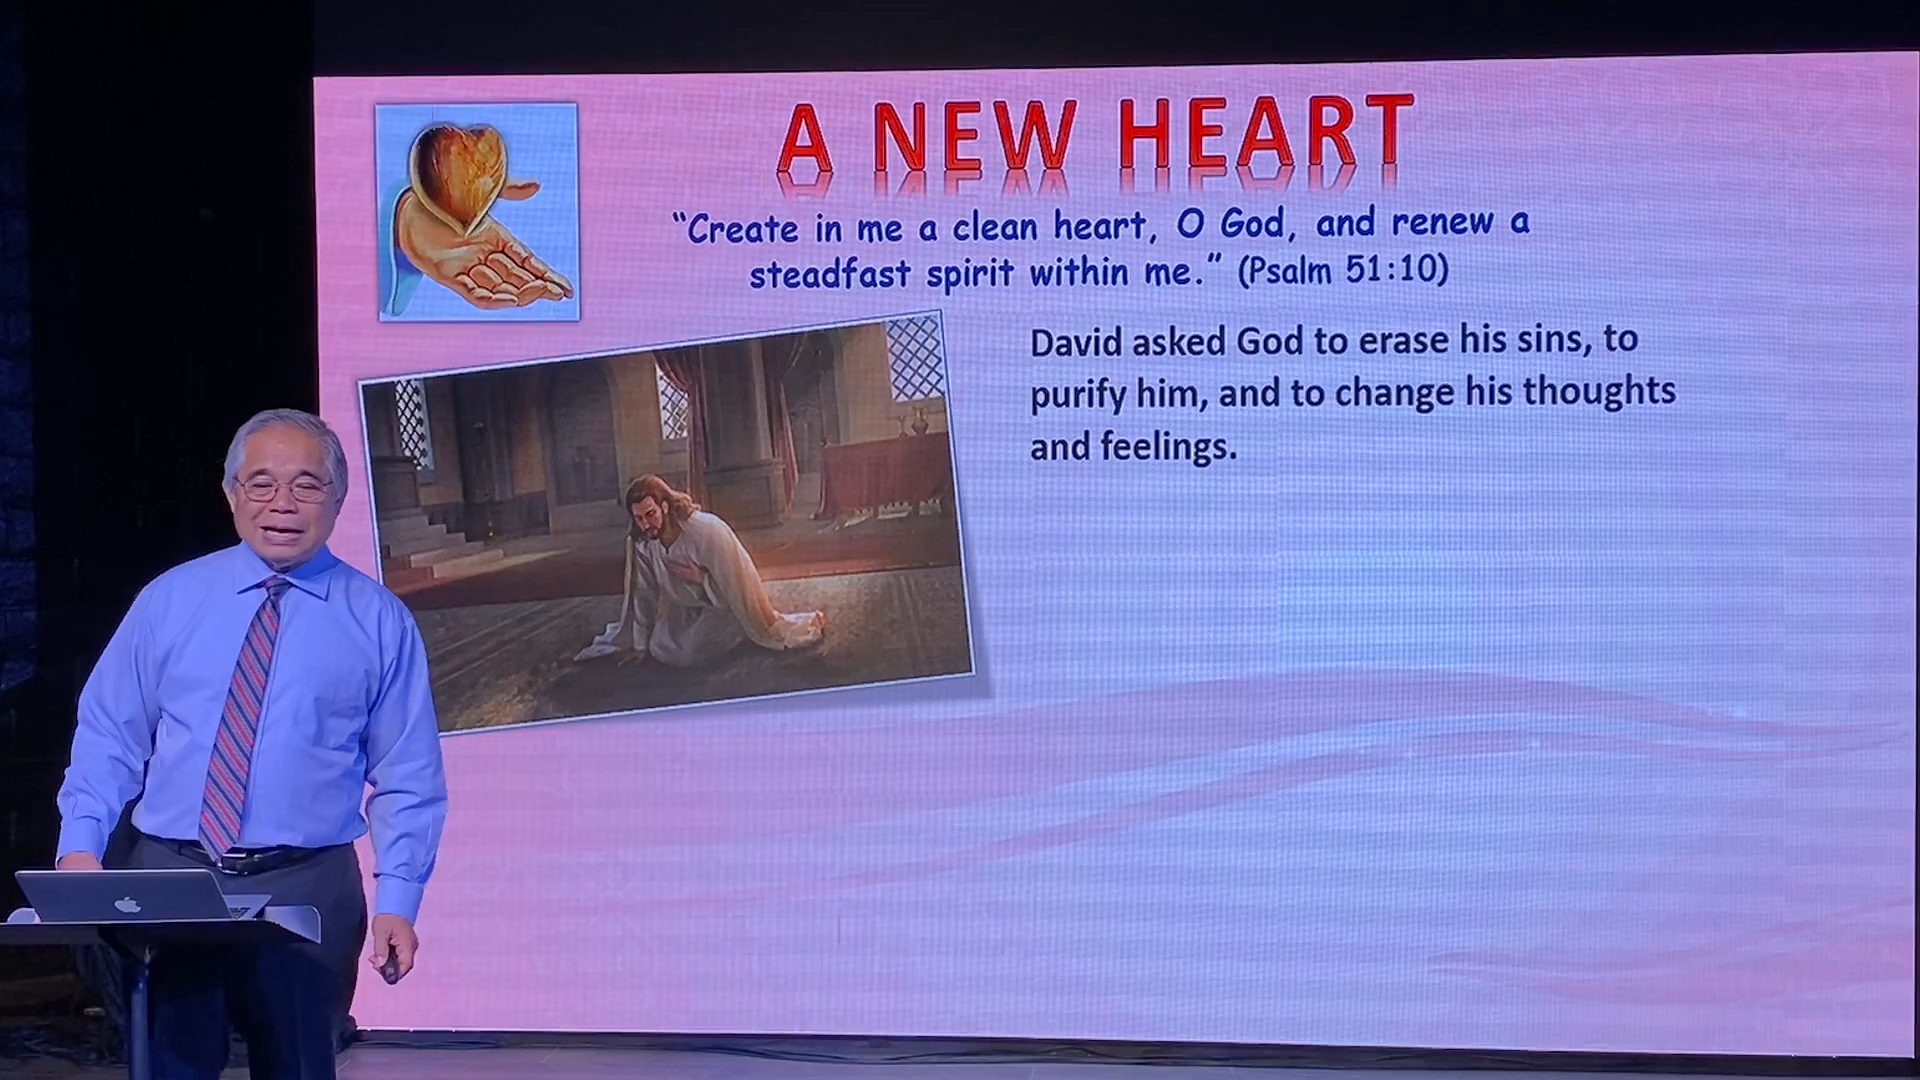 A NEW HEART
“Create in me a clean heart, O God, and renew a
steadfast spirit within me.” (Psalm 51:10)
David asked God to erase his sins, to
purify him, and to change his thoughts
and feelings.